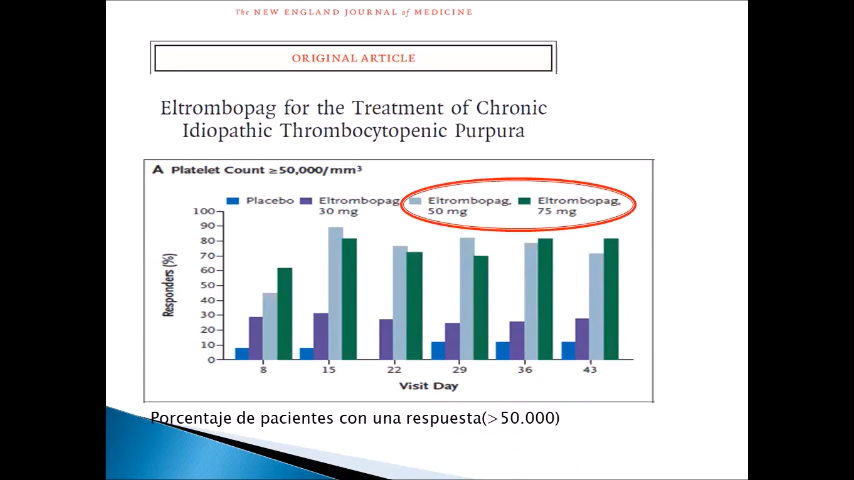 The NEW ENGLAND JOURNAL of MEDICINE
ORIGINAL ARTICLE
Eltrombopag for the Treatment of Chronic
Idiopathic Thrombocytopenic Purpura
A Platelet Count ≥50,000/mm³
Placebo Eltrombopag, 30 mg Eltrombopag, 50 mg Eltrombopag, 75 mg
Responders (%)
100
90
80
70
60
50
40
30
20
10
0
8 15 22 29 36 43
Visit Day
Porcentaje de pacientes con una respuesta(>50.000)